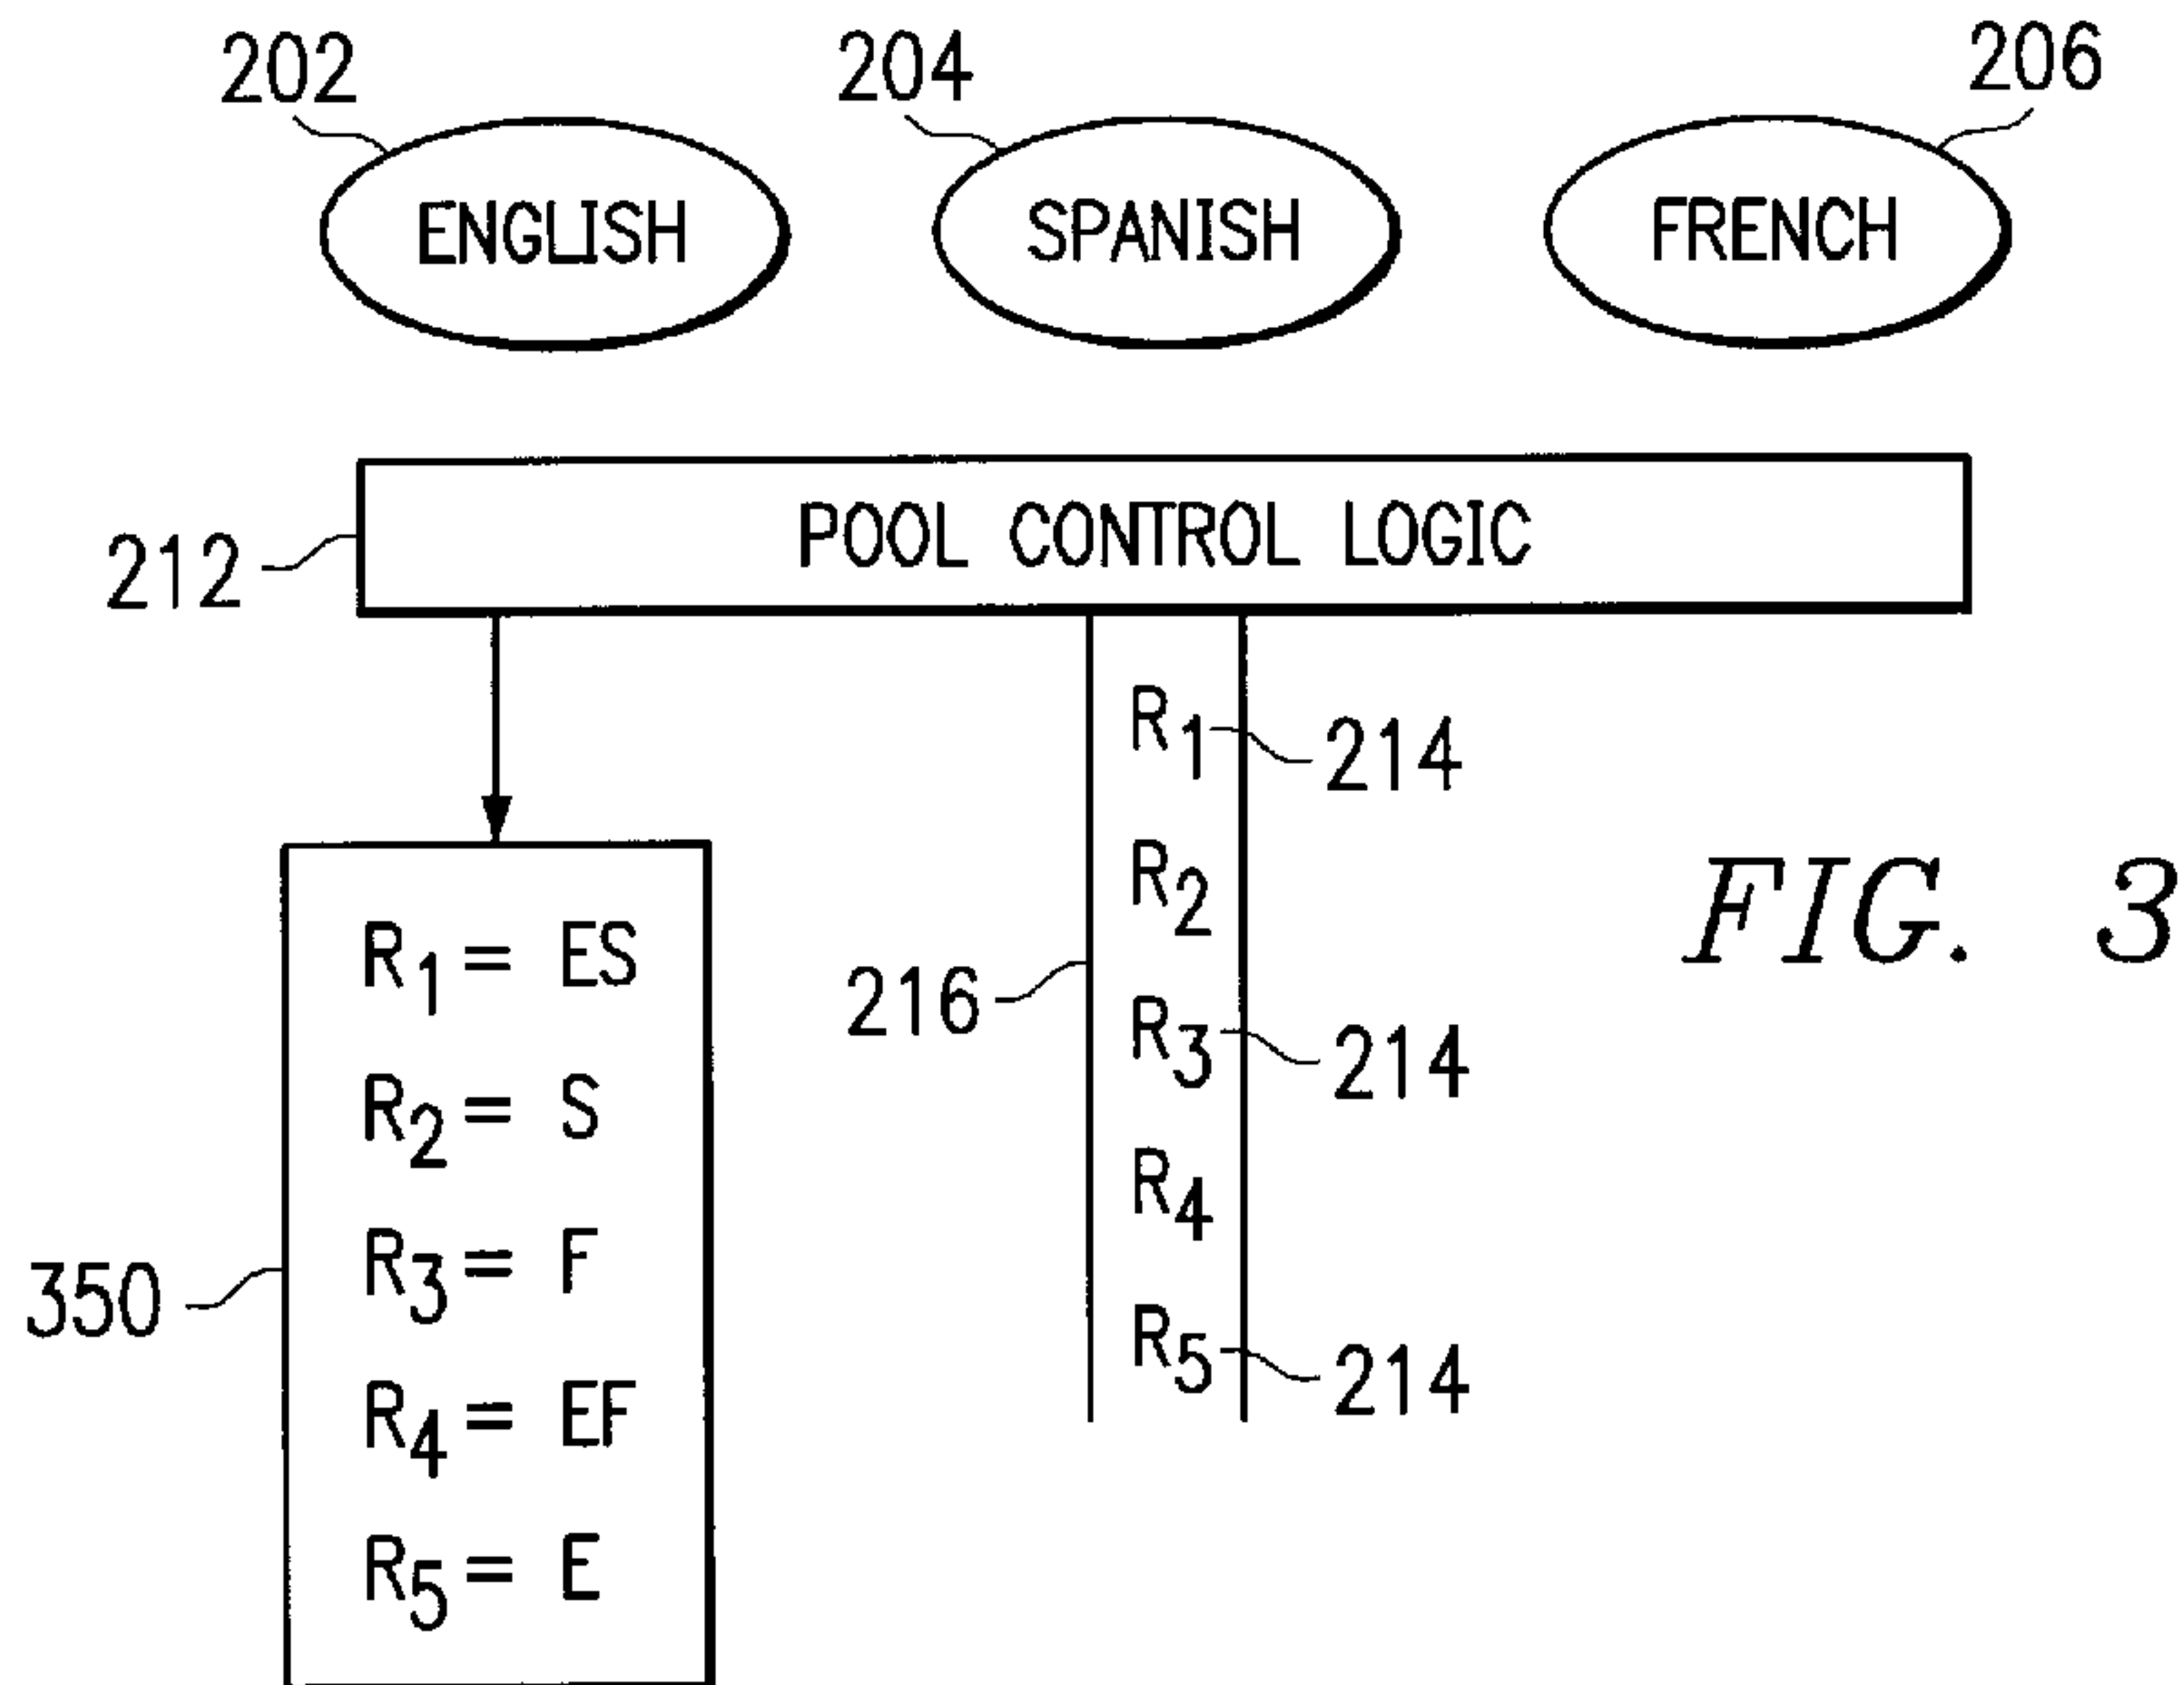 202
204
206
ENGLISH
SPANISH
FRENCH
212
POOL CONTROL LOGIC
R1
214
R2
216
R3
214
R4
R5
214
350
R1 = ES
R2 = S
R3 = F
R4 = EF
R5 = E
FIG. 3